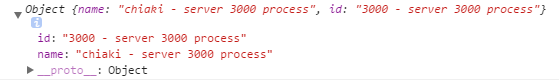 Object {name: "chiaki - server 3000 process", id: "3000 - server 3000 process"}
i
id: "3000 - server 3000 process"
name: "chiaki - server 3000 process"
__proto__: Object